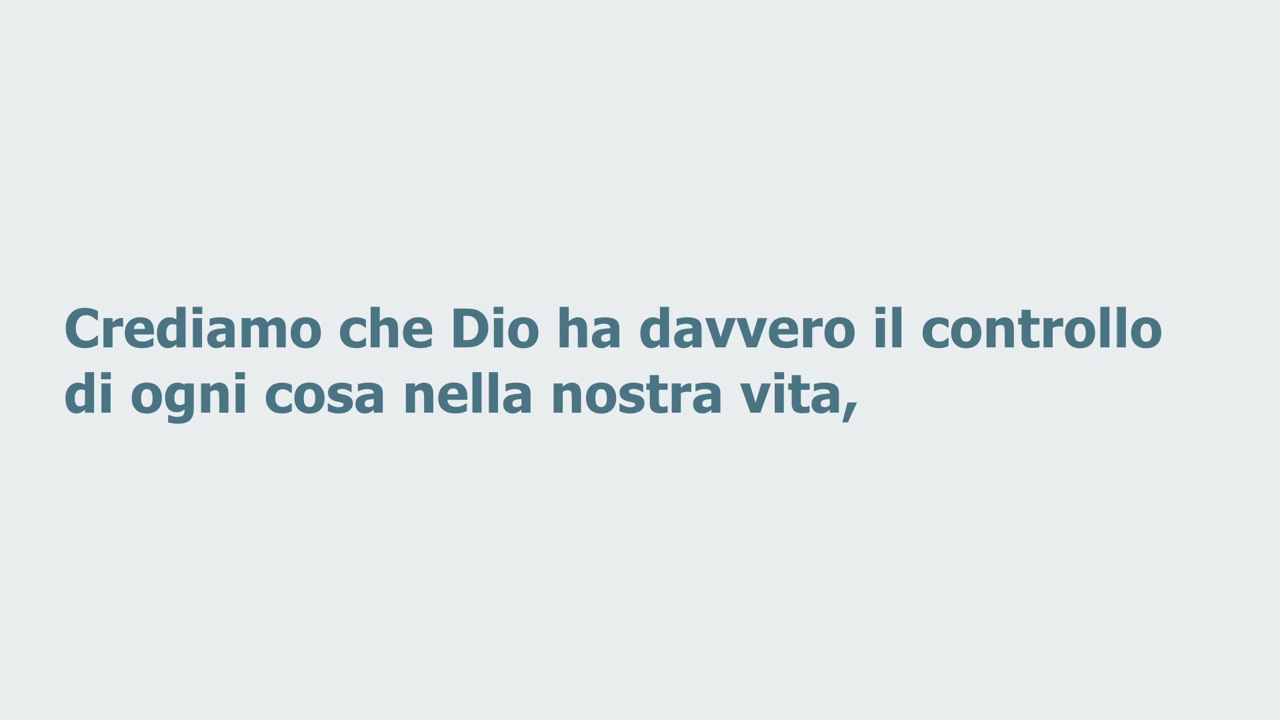 Crediamo che Dio ha davvero il controllo
di ogni cosa nella nostra vita,